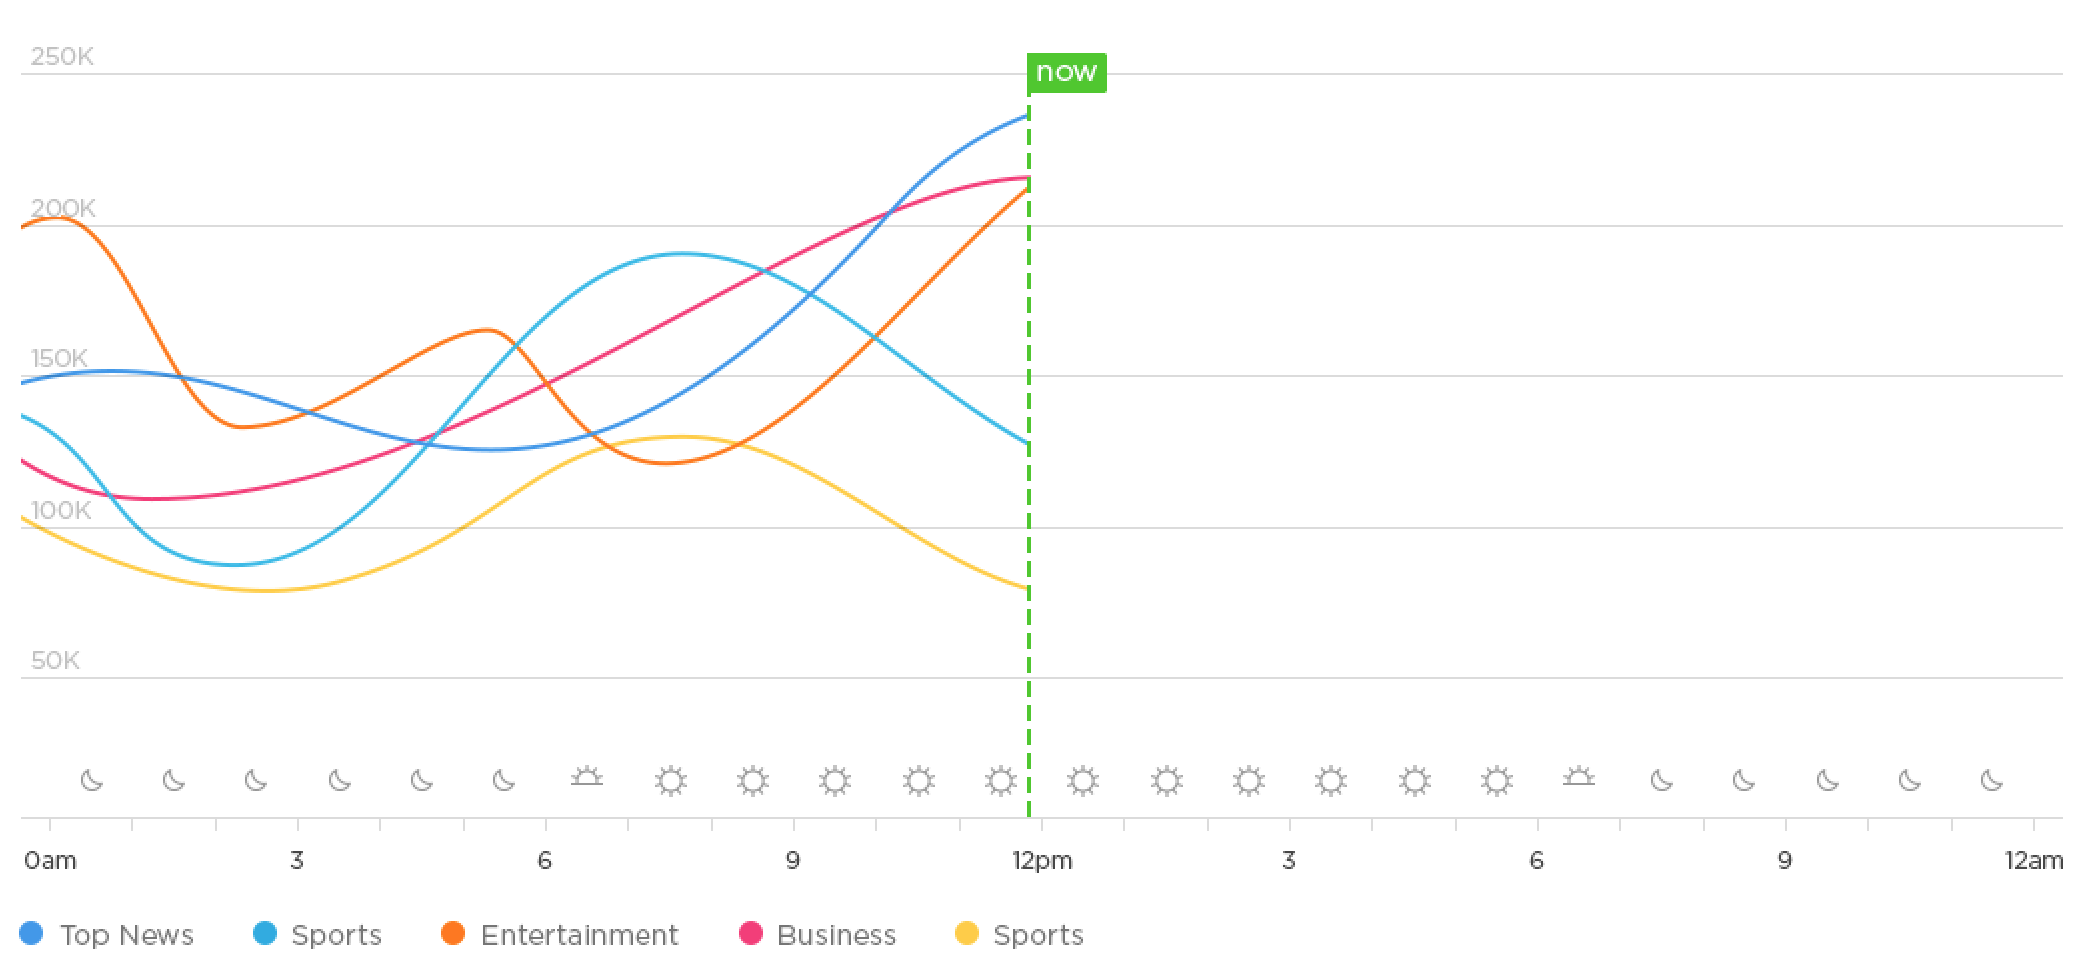 250K
now
200K
150K
100K
50K
0am 3 6 9 12pm 3 6 9 12am
Top News Sports Entertainment Business Sports